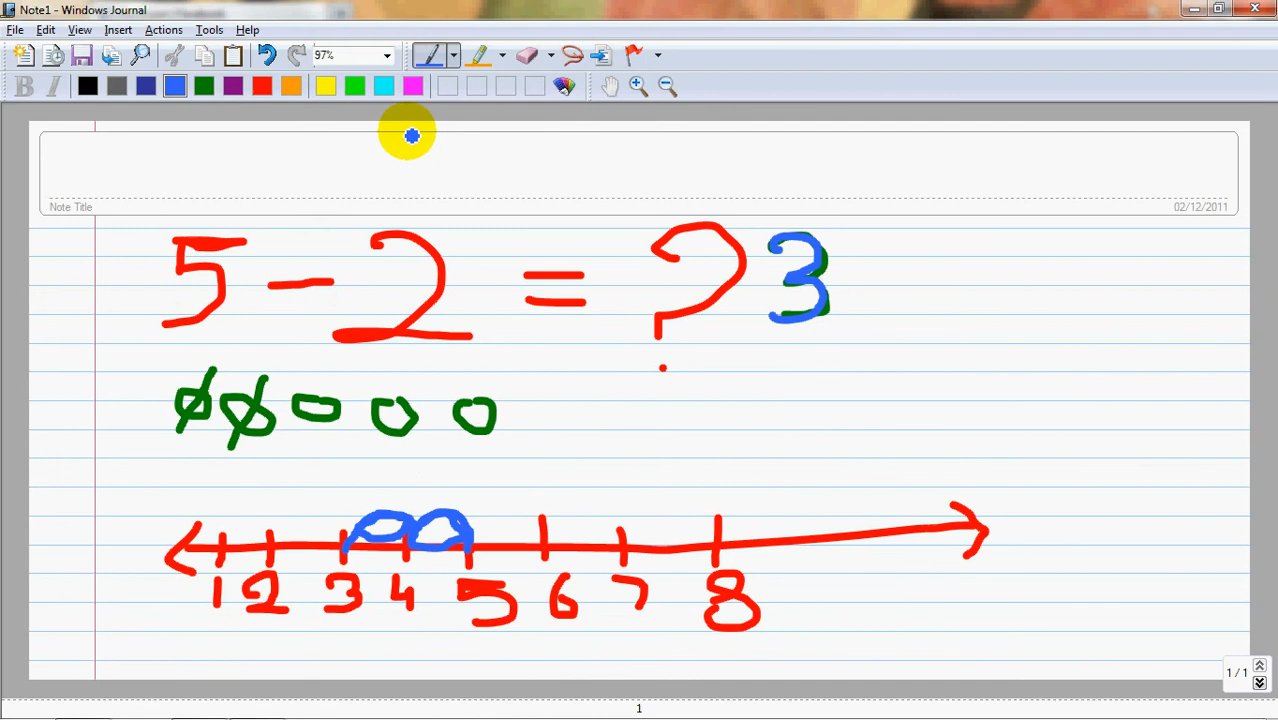 Note1 - Windows Journal
File Edit View Insert Actions Tools Help
97%
B I
Note Title 02/12/2011
5 - 2 = ? 3
1 2 3 4 5 6 7 8
1 / 1
1